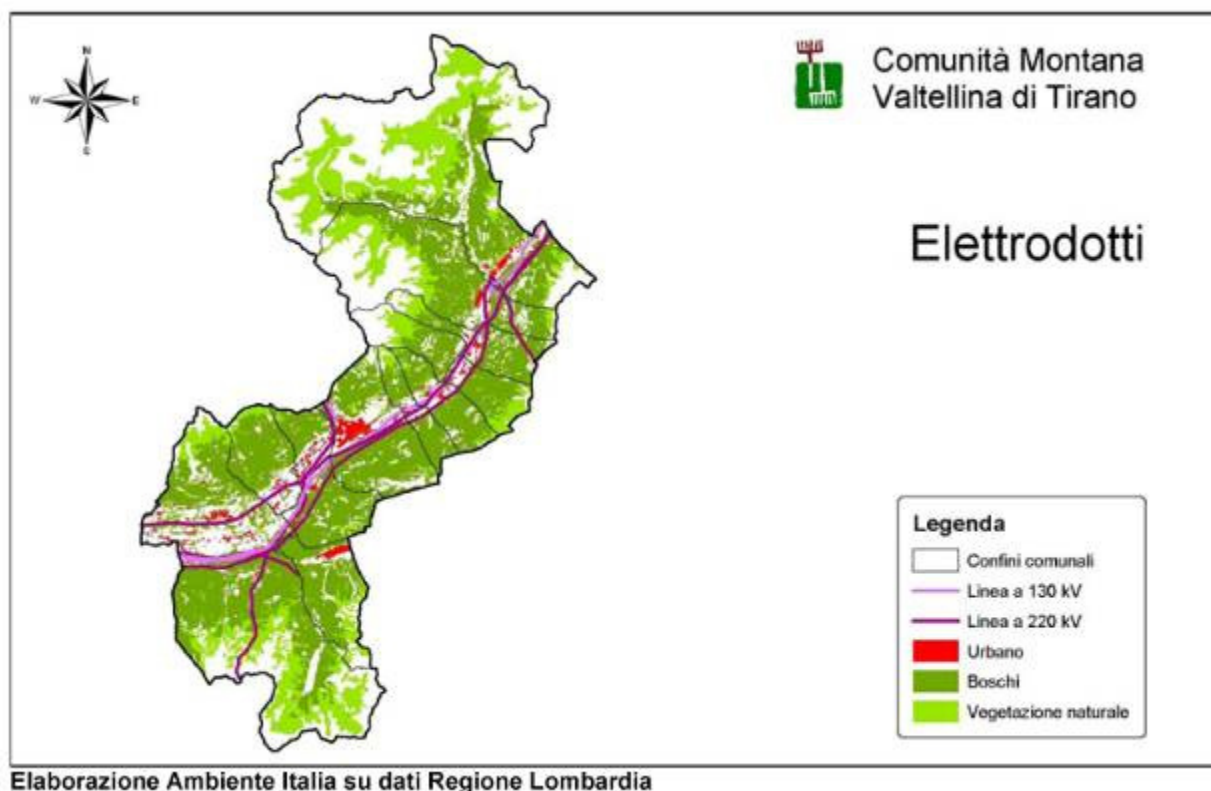 N
W
E
S
Comunità Montana
Valtellina di Tirano
Elettrodotti
Legenda
Confini comunali
Linea a 130 kV
Linea a 220 kV
Urbano
Boschi
Vegetazione naturale
Elaborazione Ambiente Italia su dati Regione Lombardia